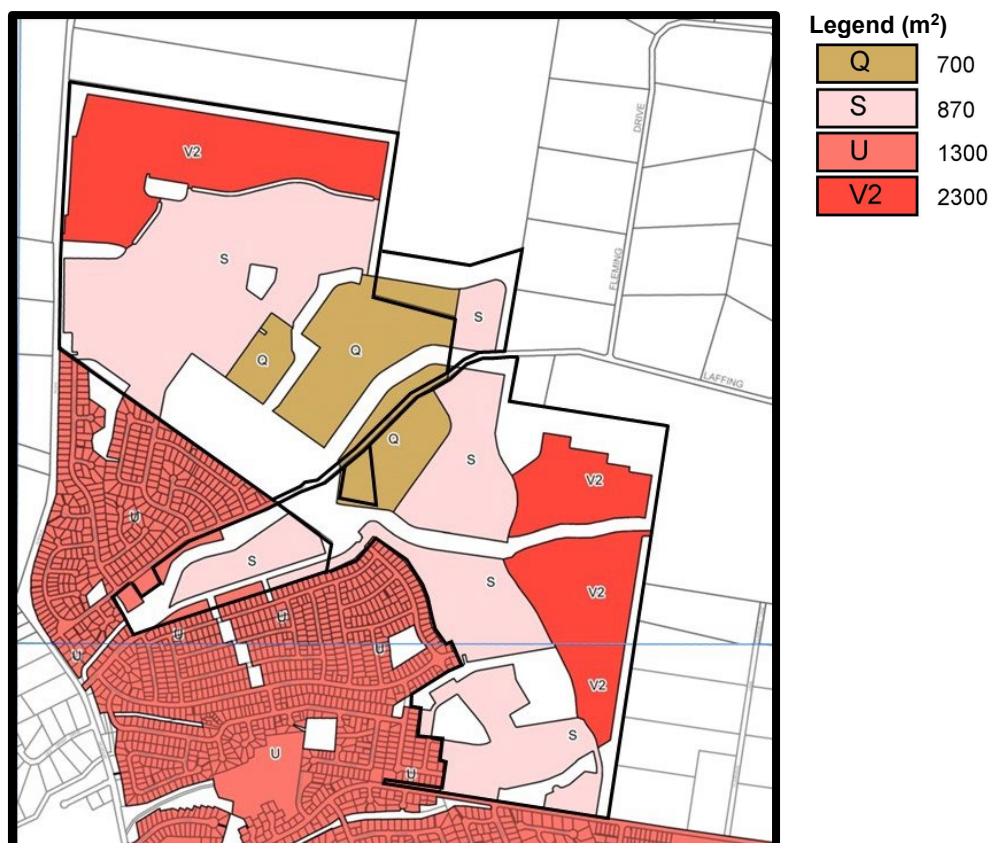 Legend (m²)
Q 700
S 870
U 1300
V2 2300
V2
S
S
Q
Q
Q
S
V2
U
S
S
V2
U
U
U
U
V2
S
U
U
DRIVE
FLEMING
LAFFING